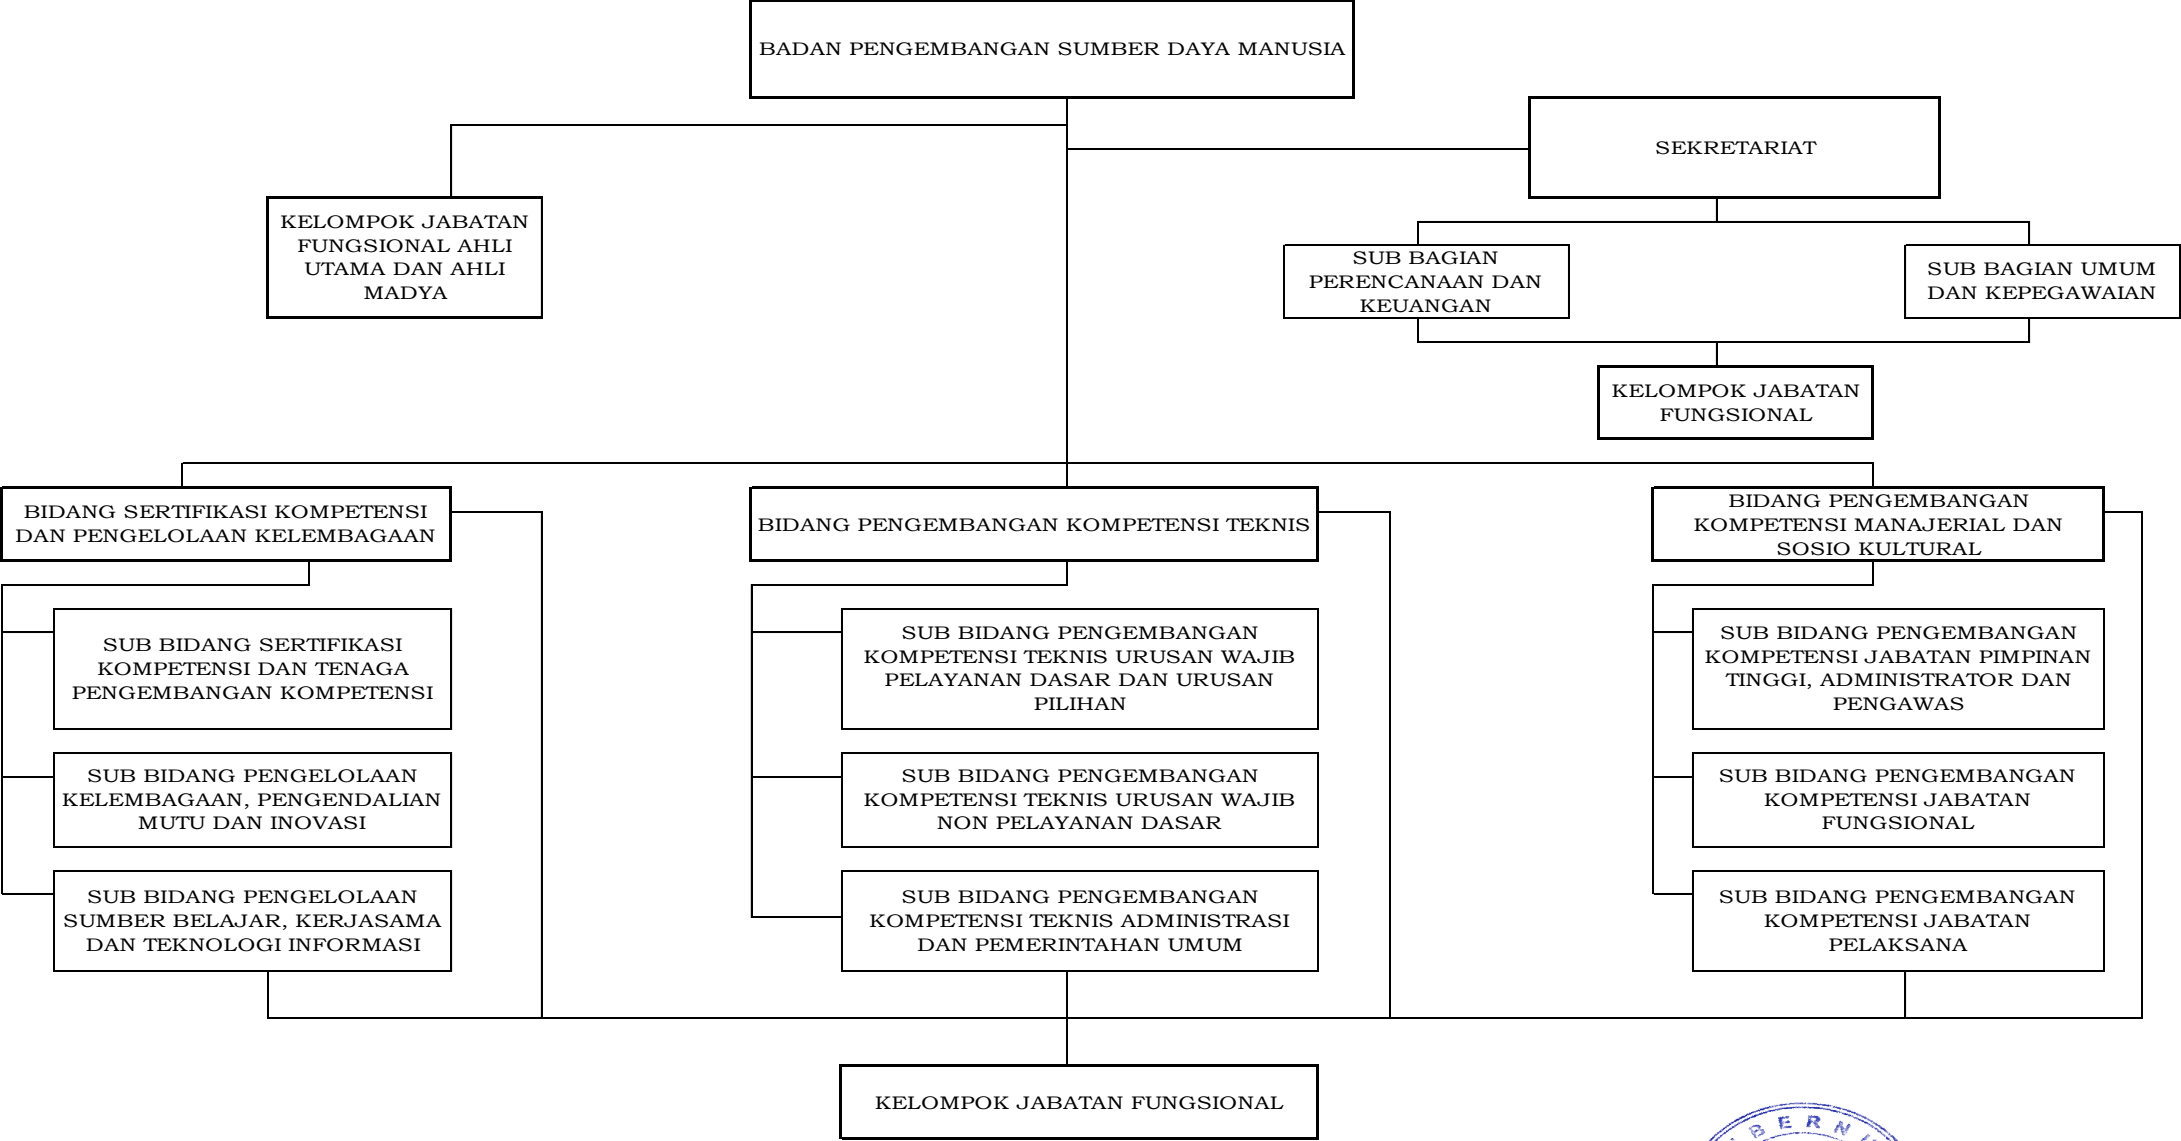 BADAN PENGEMBANGAN SUMBER DAYA MANUSIA
SEKRETARIAT
KELOMPOK JABATAN
FUNGSIONAL AHLI
UTAMA DAN AHLI
MADYA
SUB BAGIAN
PERENCANAAN DAN
KEUANGAN
SUB BAGIAN UMUM
DAN KEPEGAWAIAN
KELOMPOK JABATAN
FUNGSIONAL
BIDANG SERTIFIKASI KOMPETENSI
DAN PENGELOLAAN KELEMBAGAAN
BIDANG PENGEMBANGAN KOMPETENSI TEKNIS
BIDANG PENGEMBANGAN
KOMPETENSI MANAJERIAL DAN
SOSIO KULTURAL
SUB BIDANG SERTIFIKASI
KOMPETENSI DAN TENAGA
PENGEMBANGAN KOMPETENSI
SUB BIDANG PENGEMBANGAN
KOMPETENSI TEKNIS URUSAN WAJIB
PELAYANAN DASAR DAN URUSAN
PILIHAN
SUB BIDANG PENGEMBANGAN
KOMPETENSI JABATAN PIMPINAN
TINGGI, ADMINISTRATOR DAN
PENGAWAS
SUB BIDANG PENGELOLAAN
KELEMBAGAAN, PENGENDALIAN
MUTU DAN INOVASI
SUB BIDANG PENGEMBANGAN
KOMPETENSI TEKNIS URUSAN WAJIB
NON PELAYANAN DASAR
SUB BIDANG PENGEMBANGAN
KOMPETENSI JABATAN
FUNGSIONAL
SUB BIDANG PENGELOLAAN
SUMBER BELAJAR, KERJASAMA
DAN TEKNOLOGI INFORMASI
SUB BIDANG PENGEMBANGAN
KOMPETENSI TEKNIS ADMINISTRASI
DAN PEMERINTAHAN UMUM
SUB BIDANG PENGEMBANGAN
KOMPETENSI JABATAN
PELAKSANA
KELOMPOK JABATAN FUNGSIONAL